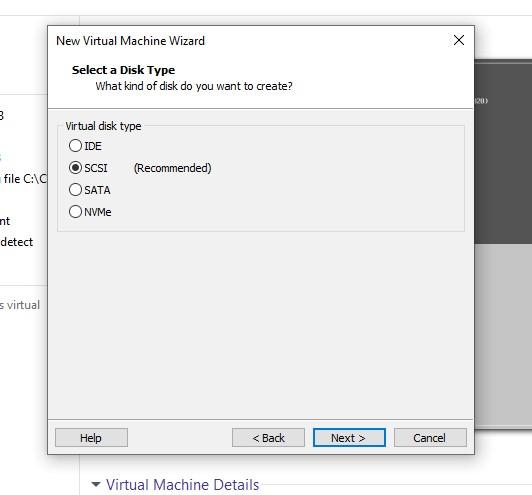 New Virtual Machine Wizard
Select a Disk Type
What kind of disk do you want to create?
020)
3
Virtual disk type
IDE
SCSI (Recommended)
file C:\C
SATA
NVMe
nt
detect
s virtual
Help
< Back
Next >
Cancel
Virtual Machine Details